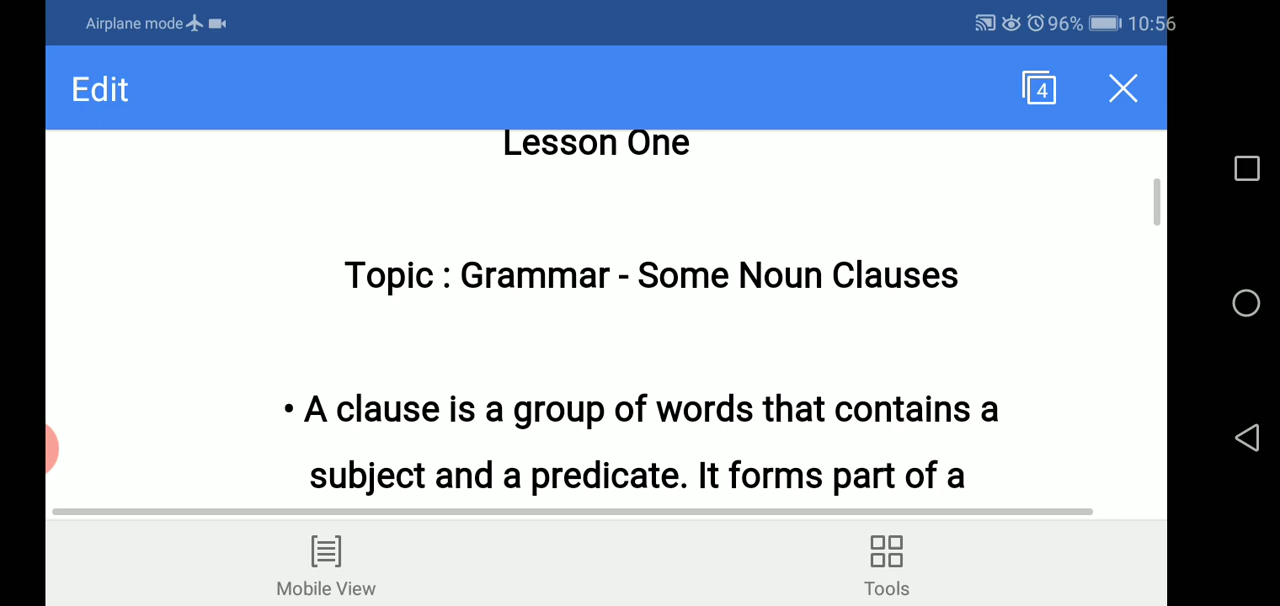 Airplane mode 96% 10:56
Edit 4
Lesson One
Topic : Grammar - Some Noun Clauses
• A clause is a group of words that contains a
subject and a predicate. It forms part of a
Mobile View Tools